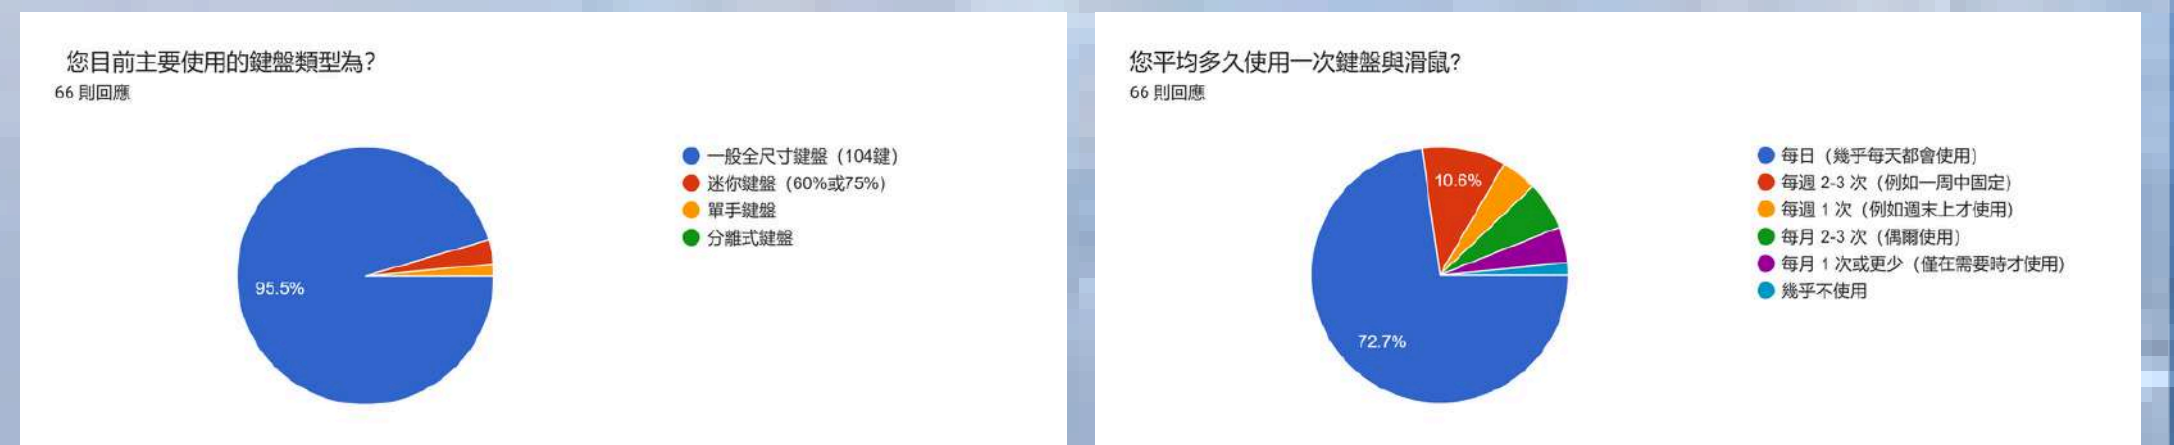 您目前主要使用的鍵盤類型為?
66 則回應
95.5%
一般全尺寸鍵盤（104鍵）
迷你鍵盤（60%或75%）
單手鍵盤
分離式鍵盤
您平均多久使用一次鍵盤與滑鼠?
66 則回應
10.6%
72.7%
每日（幾乎每天都會使用）
每週 2-3 次（例如一周中固定）
每週 1 次（例如週末上才使用）
每月 2-3 次（偶爾使用）
每月 1 次或更少（僅在需要時才使用）
幾乎不使用